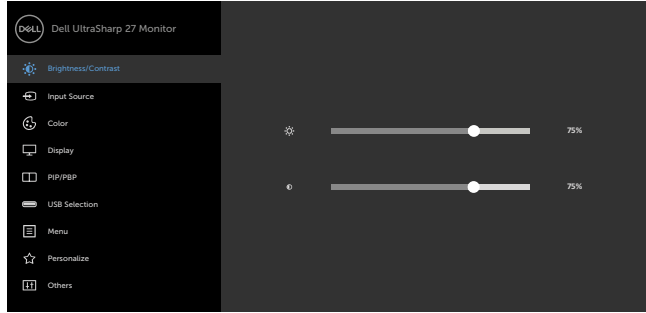 DELL
Dell UltraSharp 27 Monitor
Brightness/Contrast
Input Source
Color
75%
Display
PIP/PBP
75%
USB Selection
Menu
Personalize
Others